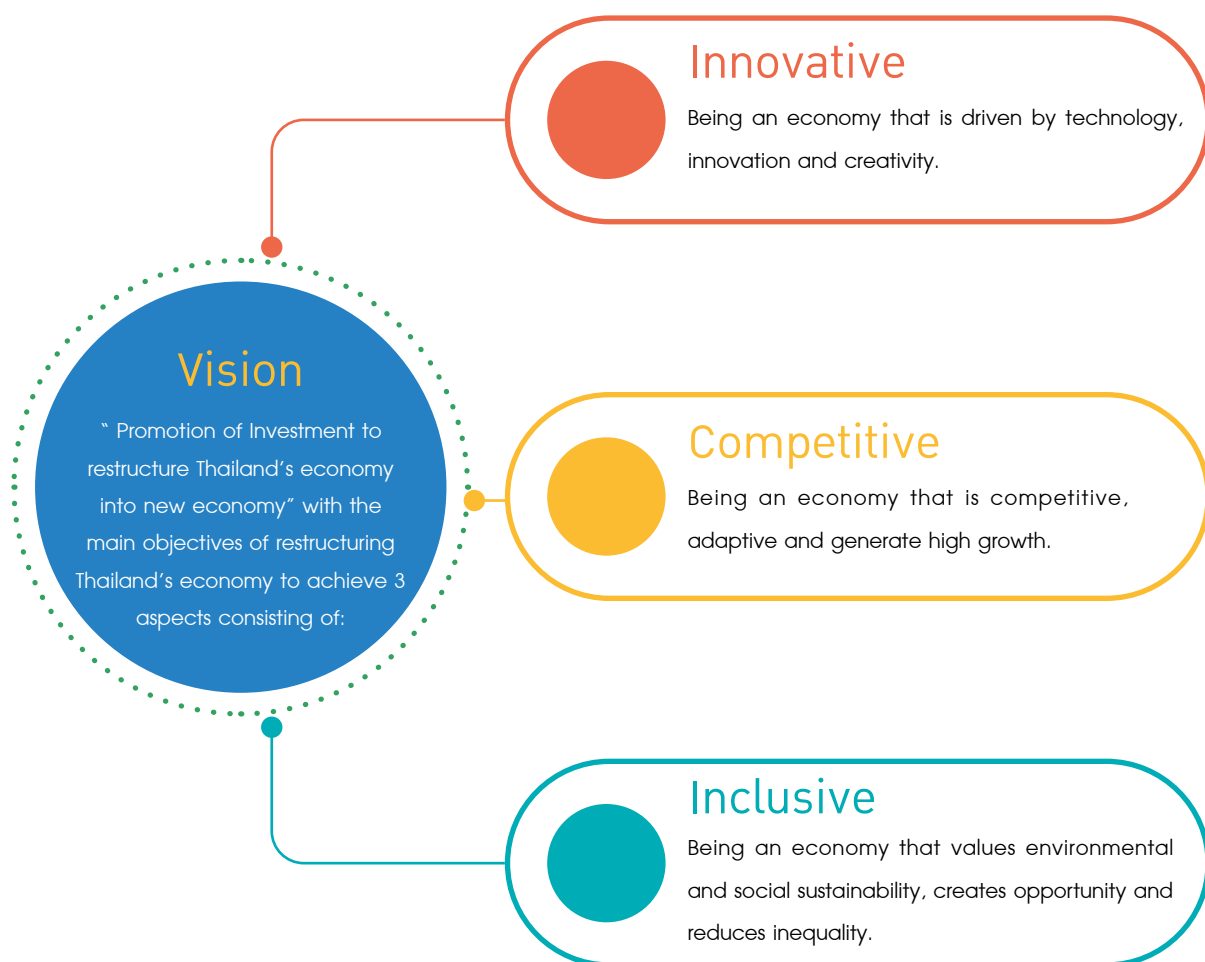 Innovative
Being an economy that is driven by technology,
innovation and creativity.
Vision
“ Promotion of Investment to
restructure Thailand’s economy
into new economy” with the
main objectives of restructuring
Thailand’s economy to achieve 3
aspects consisting of:
Competitive
Being an economy that is competitive,
adaptive and generate high growth.
Inclusive
Being an economy that values environmental
and social sustainability, creates opportunity and
reduces inequality.